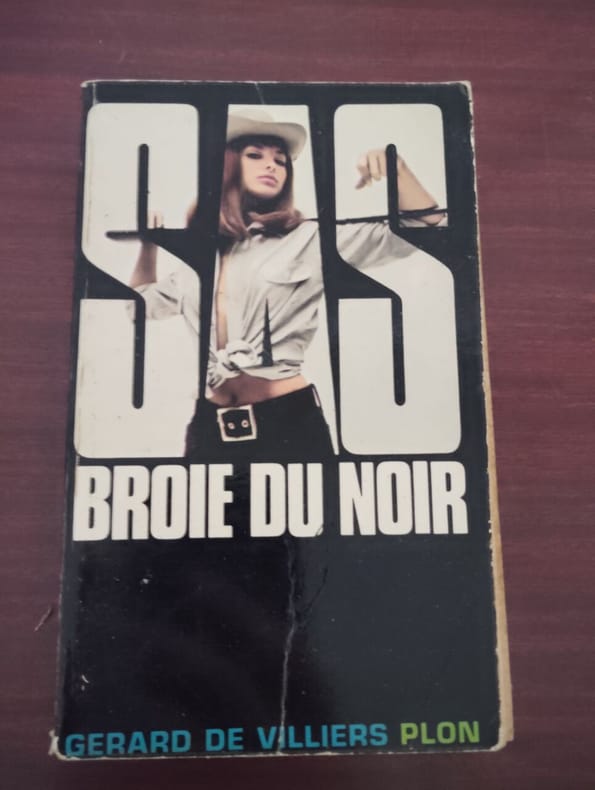 SAS
BROIE DU NOIR
GERARD DE VILLIERS PLON